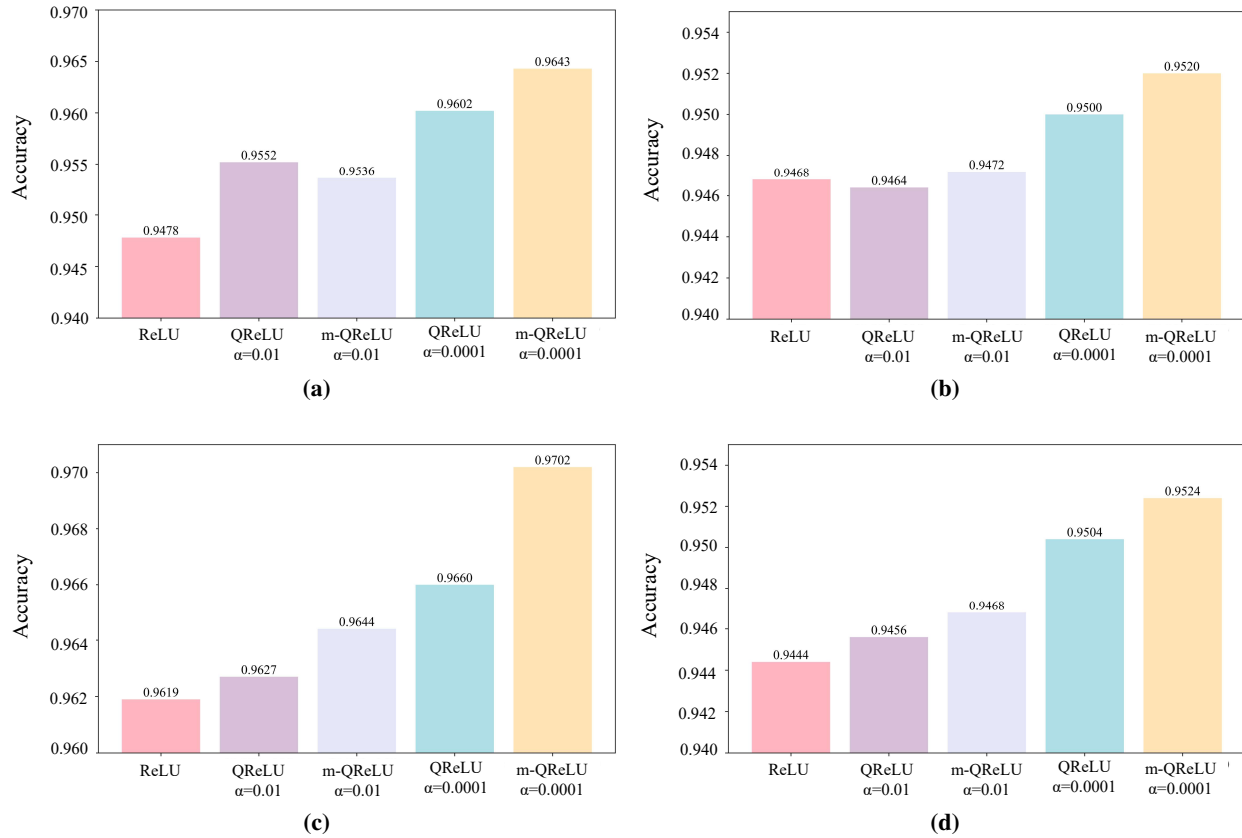 0.970
0.965
0.960
0.955
0.950
0.945
0.940
Accuracy
0.9478
0.9552
0.9536
0.9602
0.9643
ReLU
QReLU
α=0.01
m-QReLU
α=0.01
QReLU
α=0.0001
m-QReLU
α=0.0001
(a)
0.954
0.952
0.950
0.948
0.946
0.944
0.942
0.940
Accuracy
0.9468
0.9464
0.9472
0.9500
0.9520
ReLU
QReLU
α=0.01
m-QReLU
α=0.01
QReLU
α=0.0001
m-QReLU
α=0.0001
(b)
0.970
0.968
0.966
0.964
0.962
0.960
Accuracy
0.9619
0.9627
0.9644
0.9660
0.9702
ReLU
QReLU
α=0.01
m-QReLU
α=0.01
QReLU
α=0.0001
m-QReLU
α=0.0001
(c)
0.954
0.952
0.950
0.948
0.946
0.944
0.942
0.940
Accuracy
0.9444
0.9456
0.9468
0.9504
0.9524
ReLU
QReLU
α=0.01
m-QReLU
α=0.01
QReLU
α=0.0001
m-QReLU
α=0.0001
(d)